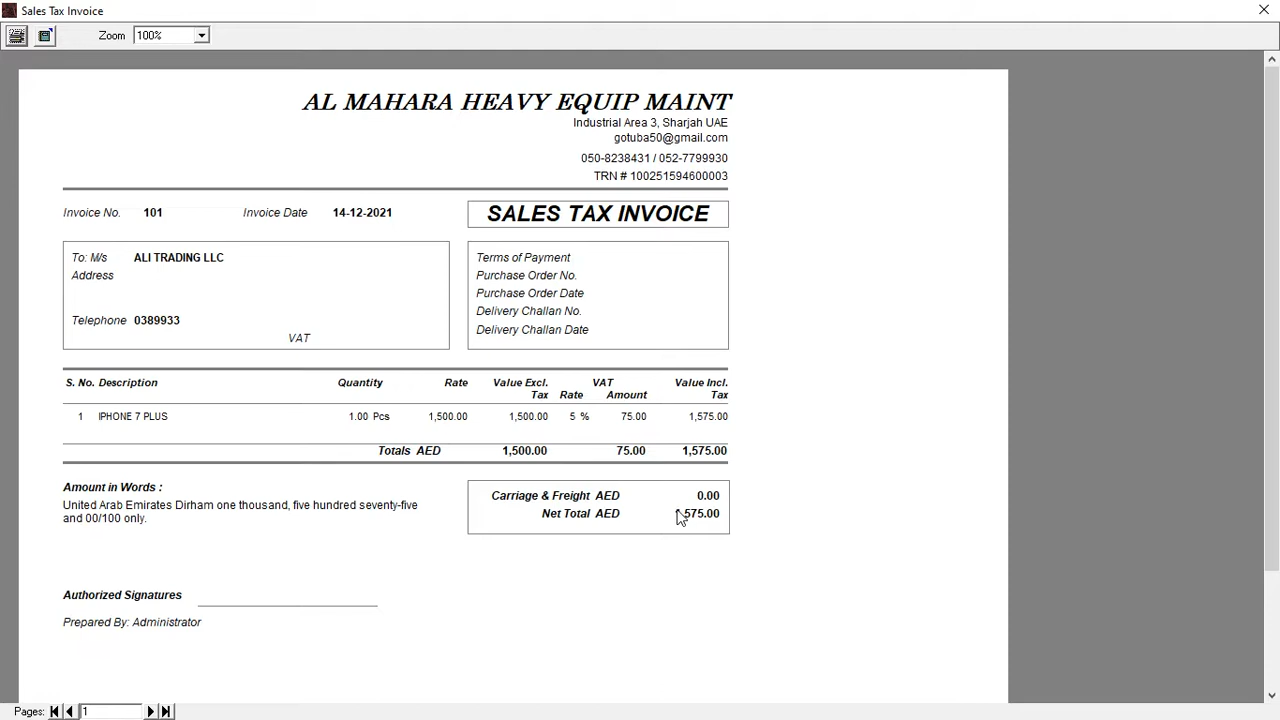 Sales Tax Invoice
Zoom 100%
AL MAHARA HEAVY EQUIP MAINT
Industrial Area 3, Sharjah UAE
gotuba50@gmail.com
050-8238431 / 052-7799930
TRN # 100251594600003
Invoice No. 101 Invoice Date 14-12-2021 SALES TAX INVOICE
To: M/s ALI TRADING LLC
Address
Telephone 0389933
VAT
Terms of Payment
Purchase Order No.
Purchase Order Date
Delivery Challan No.
Delivery Challan Date
S. No. Description Quantity Rate Value Excl. VAT Value Incl.
Tax Rate Amount Tax
1 IPHONE 7 PLUS 1.00 Pcs 1,500.00 1,500.00 5 % 75.00 1,575.00
Totals AED 1,500.00 75.00 1,575.00
Amount in Words :
United Arab Emirates Dirham one thousand, five hundred seventy-five
and 00/100 only.
Carriage & Freight AED 0.00
Net Total AED 575.00
Authorized Signatures
Prepared By: Administrator
Pages: 1